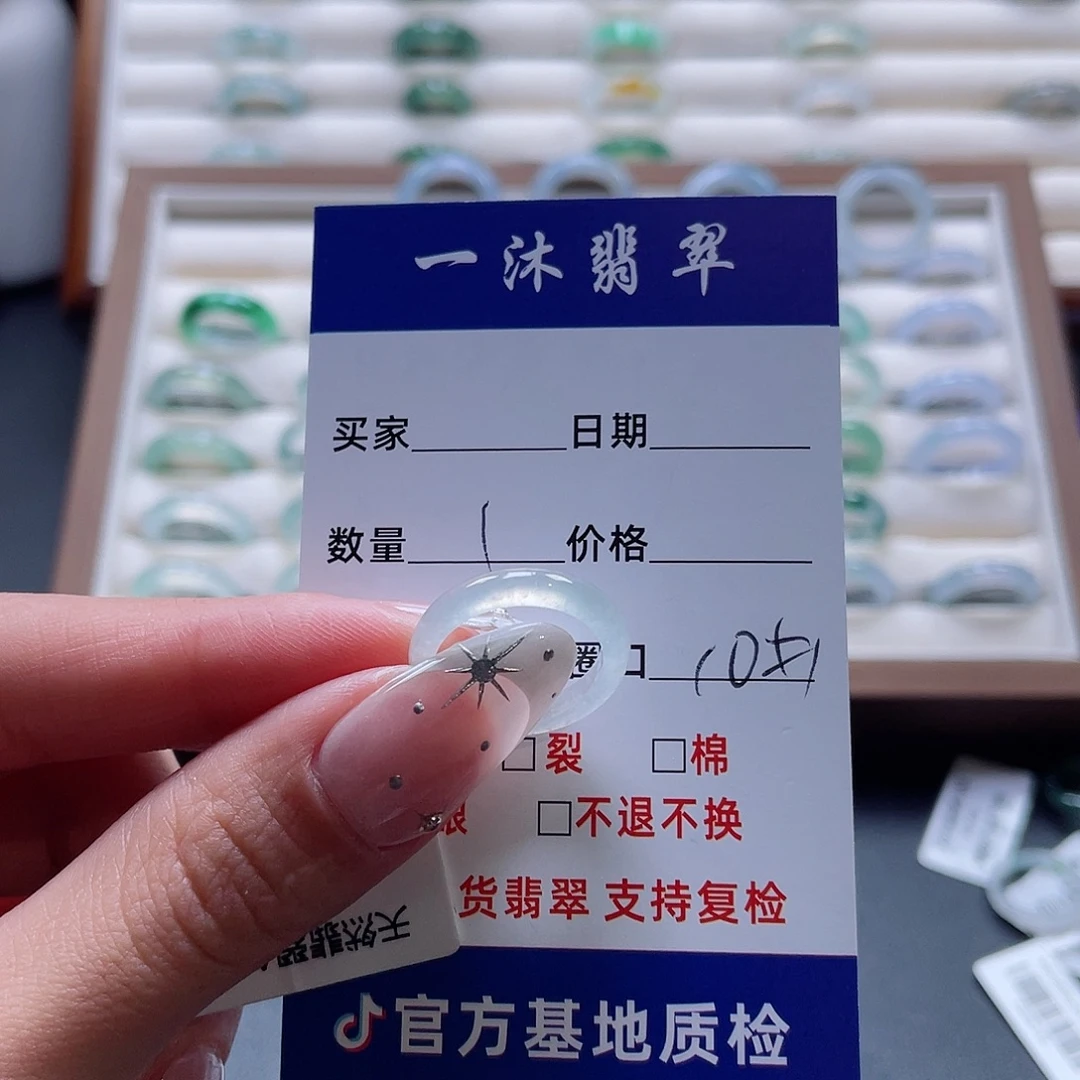 一沐翡翠
买家 日期
数量 1 价格
圈口
□裂 □棉
□不退不换
货翡翠 支持复检
天然翡翠
官方基地质检